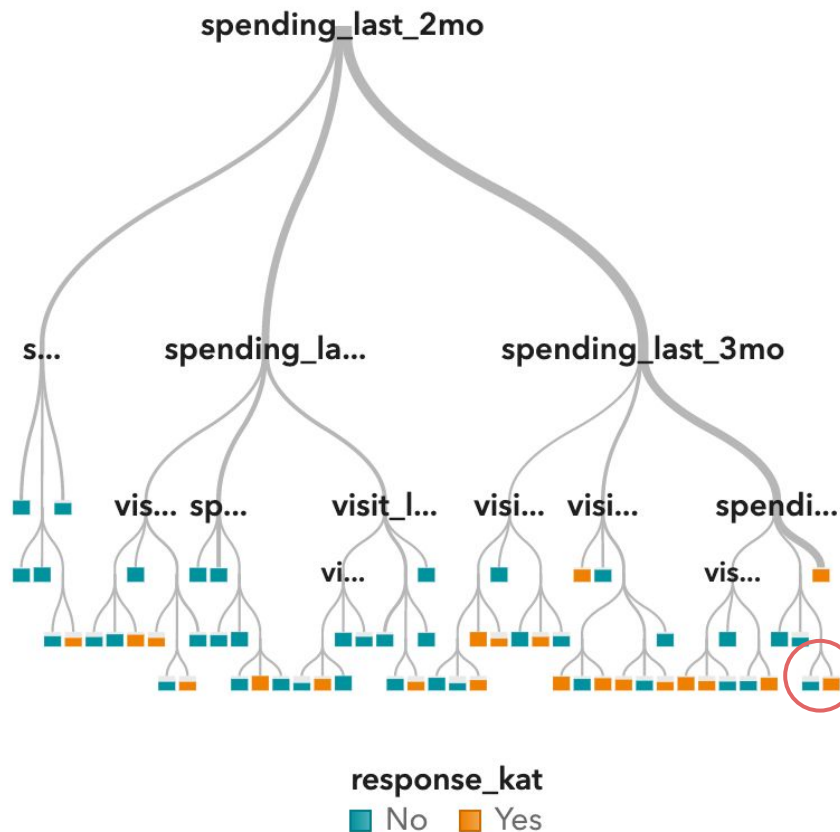 spending_last_2mo
s... spending_la... spending_last_3mo
vis... sp... visit_l... visi... visi... spendi...
vi... vis...
response_kat
No Yes